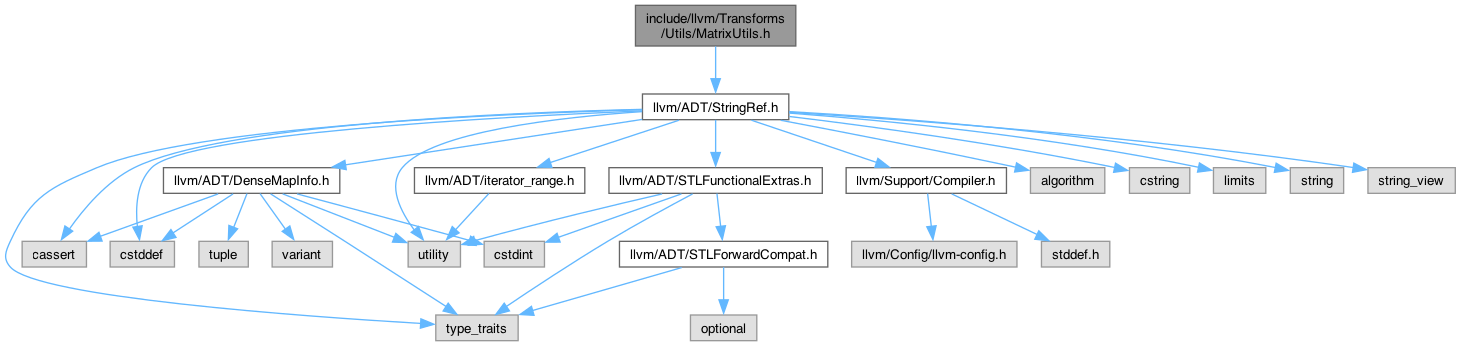 include/llvm/Transforms
/Utils/MatrixUtils.h
llvm/ADT/StringRef.h
llvm/ADT/DenseMapInfo.h
llvm/ADT/iterator_range.h
llvm/ADT/STLFunctionalExtras.h
llvm/Support/Compiler.h
algorithm
cstring
limits
string
string_view
cassert
cstddef
tuple
variant
utility
cstdint
llvm/ADT/STLForwardCompat.h
llvm/Config/llvm-config.h
stddef.h
type_traits
optional